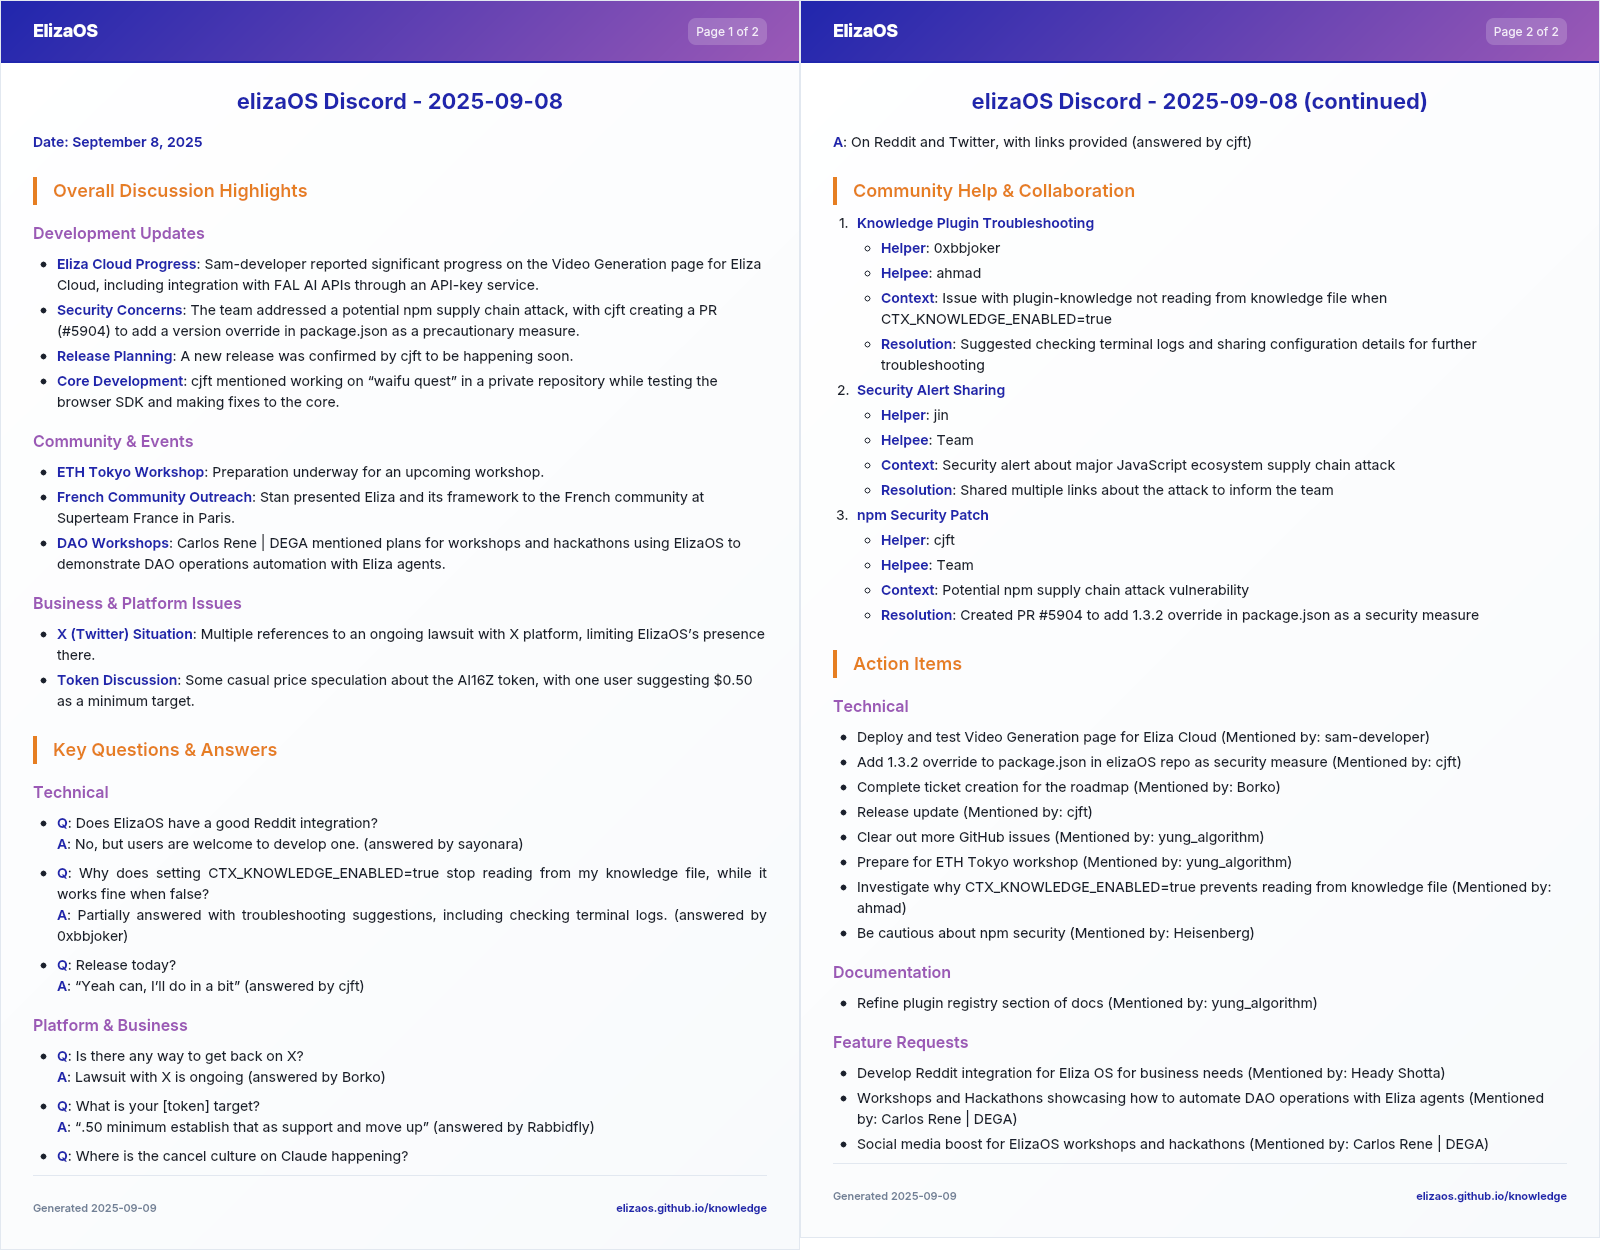 ElizaOS
Page 1 of 2
elizaOS Discord - 2025-09-08
Date: September 8, 2025
Overall Discussion Highlights
Development Updates
• Eliza Cloud Progress: Sam-developer reported significant progress on the Video Generation page for Eliza
Cloud, including integration with FAL AI APIs through an API-key service.
• Security Concerns: The team addressed a potential npm supply chain attack, with cjft creating a PR
(#5904) to add a version override in package.json as a precautionary measure.
• Release Planning: A new release was confirmed by cjft to be happening soon.
• Core Development: cjft mentioned working on “waifu quest” in a private repository while testing the
browser SDK and making fixes to the core.
Community & Events
• ETH Tokyo Workshop: Preparation underway for an upcoming workshop.
• French Community Outreach: Stan presented Eliza and its framework to the French community at
Superteam France in Paris.
• DAO Workshops: Carlos Rene | DEGA mentioned plans for workshops and hackathons using ElizaOS to
demonstrate DAO operations automation with Eliza agents.
Business & Platform Issues
• X (Twitter) Situation: Multiple references to an ongoing lawsuit with X platform, limiting ElizaOS’s presence
there.
• Token Discussion: Some casual price speculation about the AI16Z token, with one user suggesting $0.50
as a minimum target.
Key Questions & Answers
Technical
• Q: Does ElizaOS have a good Reddit integration?
A: No, but users are welcome to develop one. (answered by sayonara)
• Q: Why does setting CTX_KNOWLEDGE_ENABLED=true stop reading from my knowledge file, while it
works fine when false?
A: Partially answered with troubleshooting suggestions, including checking terminal logs. (answered by
0xbbjoker)
• Q: Release today?
A: “Yeah can, I’ll do in a bit” (answered by cjft)
Platform & Business
• Q: Is there any way to get back on X?
A: Lawsuit with X is ongoing (answered by Borko)
• Q: What is your [token] target?
A: “.50 minimum establish that as support and move up” (answered by Rabbidfly)
• Q: Where is the cancel culture on Claude happening?
Generated 2025-09-09
elizaos.github.io/knowledge
ElizaOS
Page 2 of 2
elizaOS Discord - 2025-09-08 (continued)
A: On Reddit and Twitter, with links provided (answered by cjft)
Community Help & Collaboration
1. Knowledge Plugin Troubleshooting
◦ Helper: 0xbbjoker
◦ Helpee: ahmad
◦ Context: Issue with plugin-knowledge not reading from knowledge file when
CTX_KNOWLEDGE_ENABLED=true
◦ Resolution: Suggested checking terminal logs and sharing configuration details for further
troubleshooting
2. Security Alert Sharing
◦ Helper: jin
◦ Helpee: Team
◦ Context: Security alert about major JavaScript ecosystem supply chain attack
◦ Resolution: Shared multiple links about the attack to inform the team
3. npm Security Patch
◦ Helper: cjft
◦ Helpee: Team
◦ Context: Potential npm supply chain attack vulnerability
◦ Resolution: Created PR #5904 to add 1.3.2 override in package.json as a security measure
Action Items
Technical
• Deploy and test Video Generation page for Eliza Cloud (Mentioned by: sam-developer)
• Add 1.3.2 override to package.json in elizaOS repo as security measure (Mentioned by: cjft)
• Complete ticket creation for the roadmap (Mentioned by: Borko)
• Release update (Mentioned by: cjft)
• Clear out more GitHub issues (Mentioned by: yung_algorithm)
• Prepare for ETH Tokyo workshop (Mentioned by: yung_algorithm)
• Investigate why CTX_KNOWLEDGE_ENABLED=true prevents reading from knowledge file (Mentioned by:
ahmad)
• Be cautious about npm security (Mentioned by: Heisenberg)
Documentation
• Refine plugin registry section of docs (Mentioned by: yung_algorithm)
Feature Requests
• Develop Reddit integration for Eliza OS for business needs (Mentioned by: Heady Shotta)
• Workshops and Hackathons showcasing how to automate DAO operations with Eliza agents (Mentioned
by: Carlos Rene | DEGA)
• Social media boost for ElizaOS workshops and hackathons (Mentioned by: Carlos Rene | DEGA)
Generated 2025-09-09
elizaos.github.io/knowledge